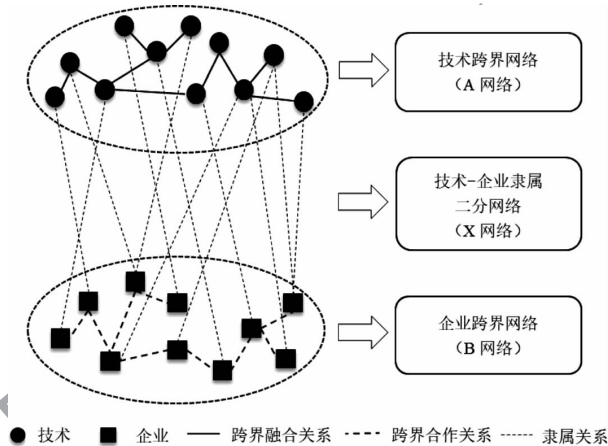 技术跨界网络
（A 网络）
技术-企业隶属
二分网络
（X 网络）
企业跨界网络
（B 网络）
技术 企业 跨界融合关系 跨界合作关系 隶属关系